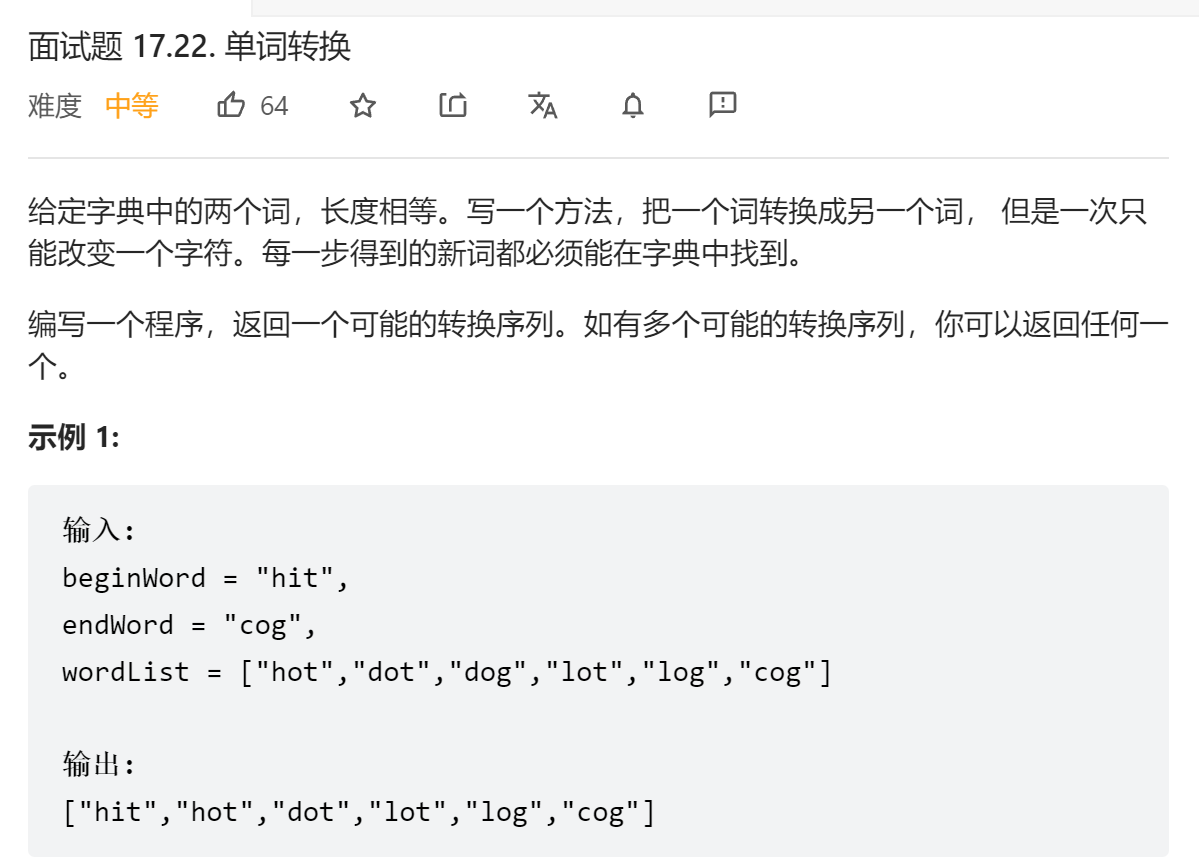 面试题 17.22. 单词转换
难度 中等 64
给定字典中的两个词，长度相等。写一个方法，把一个词转换成另一个词， 但是一次只
能改变一个字符。每一步得到的新词都必须能在字典中找到。
编写一个程序，返回一个可能的转换序列。如有多个可能的转换序列，你可以返回任何一
个。
示例 1:
输入:
beginWord = "hit",
endWord = "cog",
wordList = ["hot","dot","dog","lot","log","cog"]
输出:
["hit","hot","dot","lot","log","cog"]